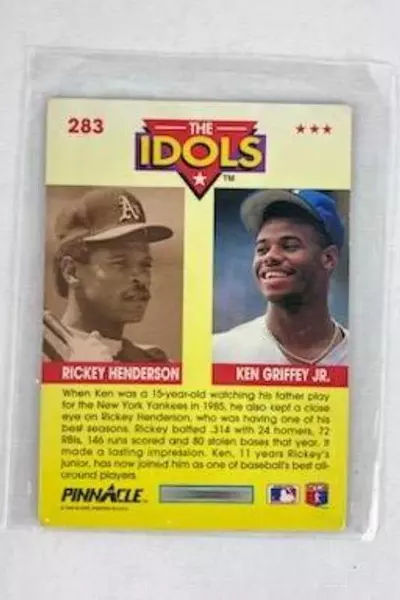 283
THE
IDOLS
TM
★★★
A's
RICKEY HENDERSON
KEN GRIFFEY JR.
When Ken was a 15-year-old watching his father play
for the New York Yankees in 1985, he also kept a close
eye on Rickey Henderson, who was having one of his
best seasons. Rickey batted .314 with 24 homers, 72
RBIs, 146 runs scored and 80 stolen bases that year. It
made a lasting impression. Ken, 11 years Rickey's
junior, has now joined him as one of baseball's best all-
around players.
PINNACLE